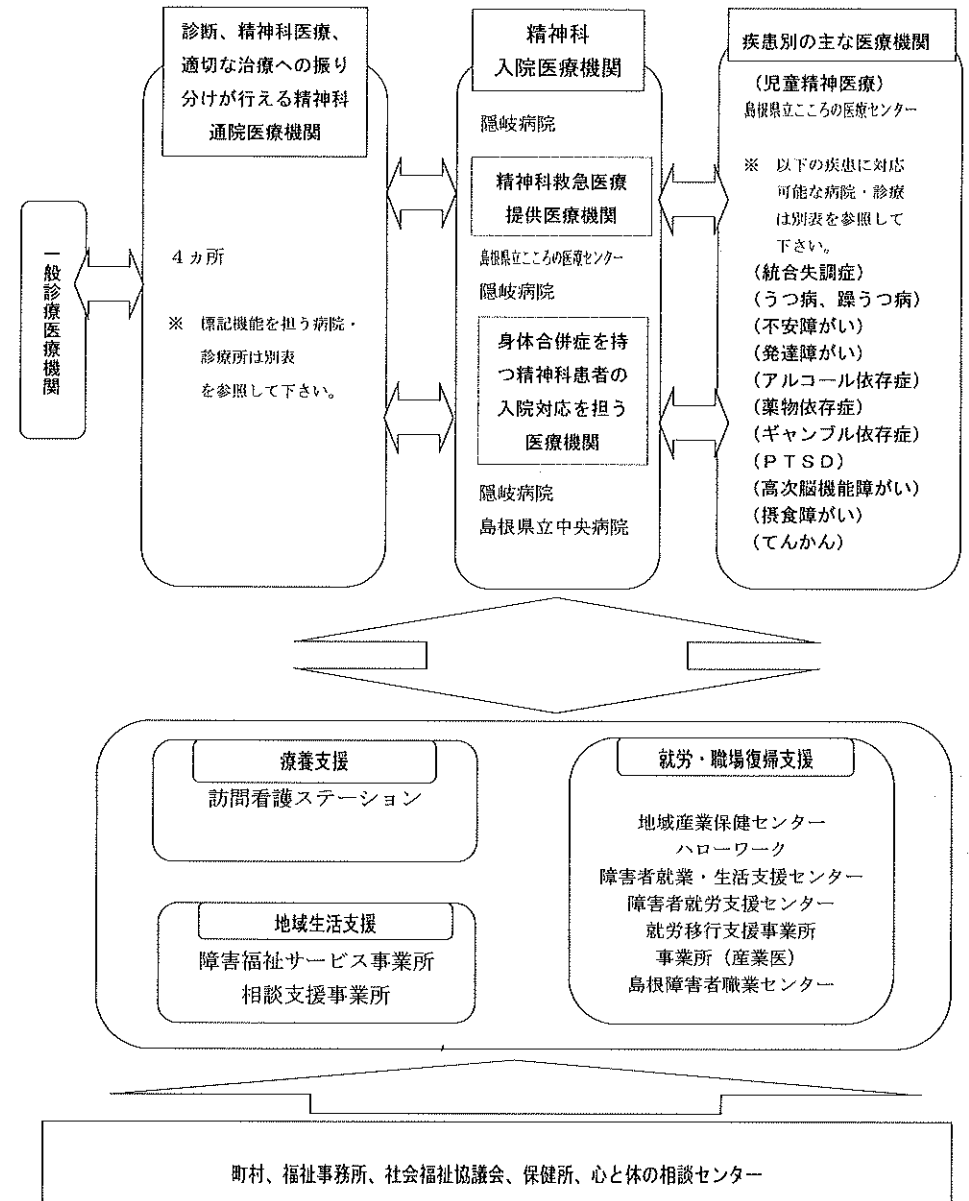 一般診療医療機関
診断、精神科医療、
適切な治療への振り
分けが行える精神科
通院医療機関
4ヵ所
※ 標記機能を担う病院・
診療所は別表
を参照して下さい。
精神科
入院医療機関
隠岐病院
精神科救急医療
提供医療機関
島根県立こころの医療センター
隠岐病院
身体合併症を持
つ精神科患者の
入院対応を担う
医療機関
隠岐病院
島根県立中央病院
疾患別の主な医療機関
(児童精神医療)
島根県立こころの医療センター
※ 以下の疾患に対応
可能な病院・診療
は別表を参照して
下さい。
(統合失調症)
(うつ病、躁うつ病)
(不安障がい)
(発達障がい)
(アルコール依存症)
(薬物依存症)
(ギャンブル依存症)
(PTSD)
(高次脳機能障がい)
(摂食障がい)
(てんかん)
療養支援
訪問看護ステーション
地域生活支援
障害福祉サービス事業所
相談支援事業所
就労・職場復帰支援
地域産業保健センター
ハローワーク
障害者就業・生活支援センター
障害者就労支援センター
就労移行支援事業所
事業所(産業医)
島根障害者職業センター
町村、福祉事務所、社会福祉協議会、保健所、心と体の相談センター